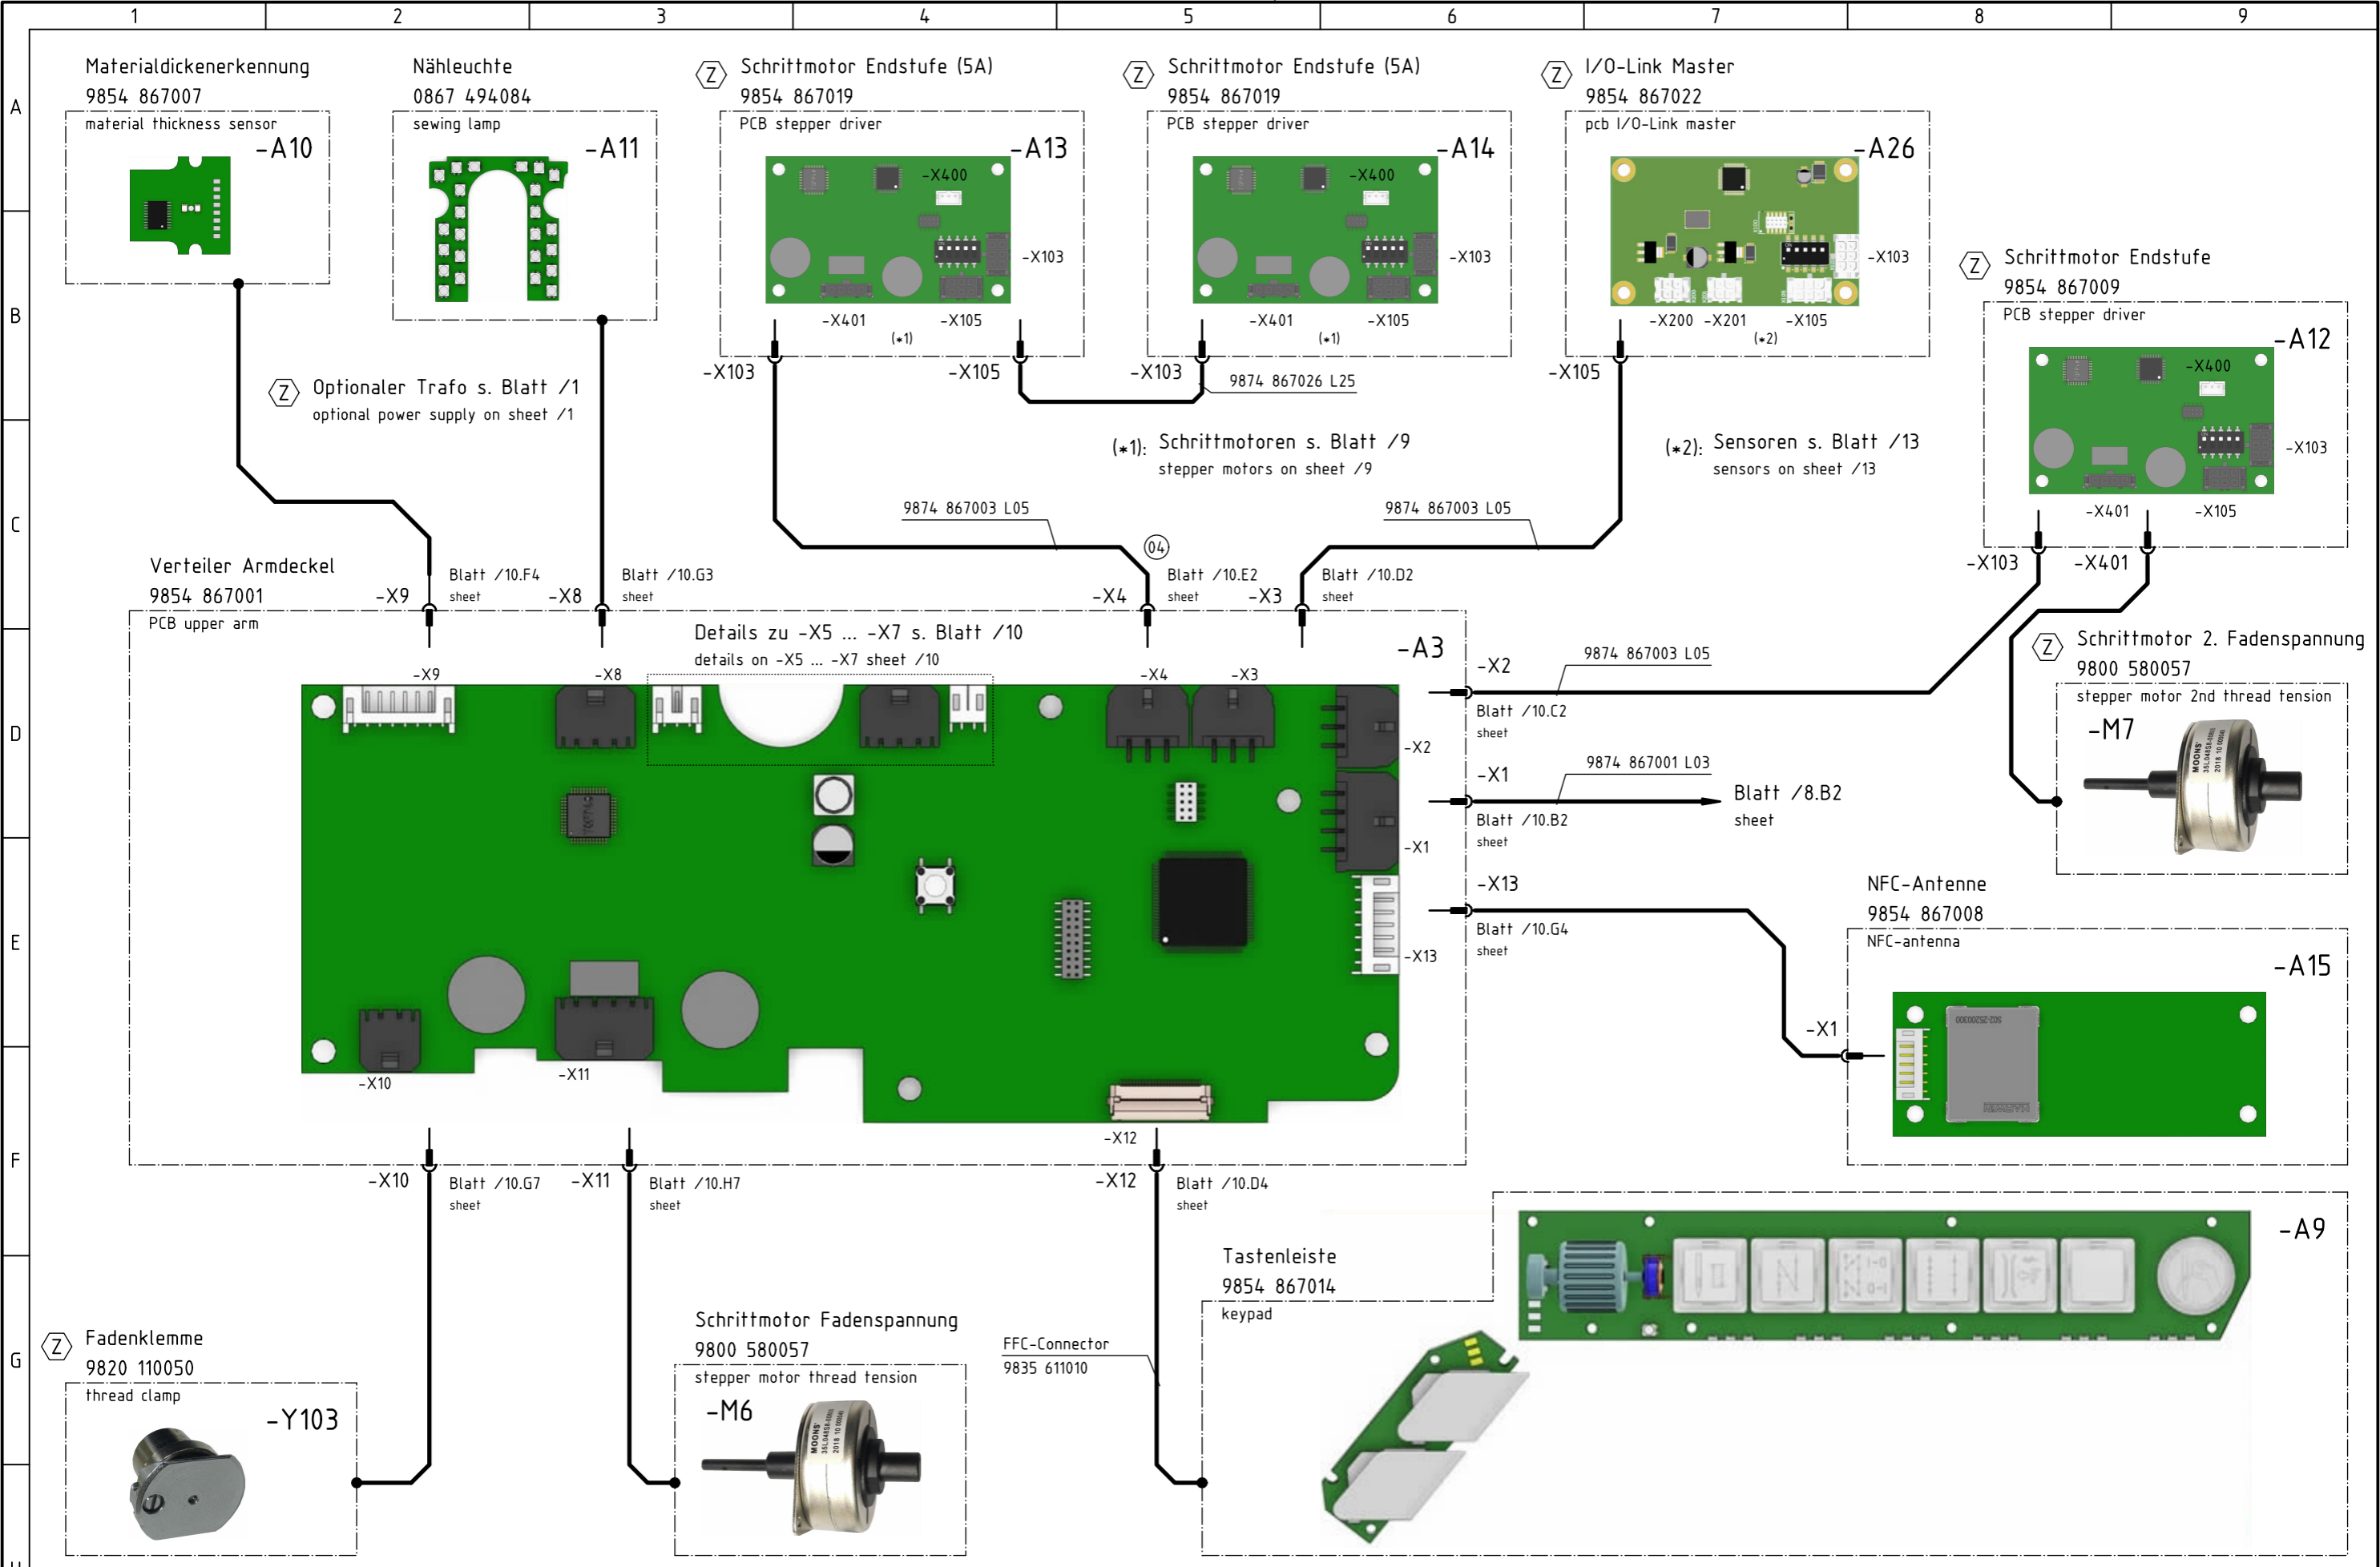 1
2
3
4
5
6
7
8
9
A
B
C
D
E
F
G
Materialdickenerkennung
9854 867007
material thickness sensor
-A10
Nähleuchte
0867 494084
sewing lamp
-A11
Z
Schrittmotor Endstufe (5A)
9854 867019
PCB stepper driver
-A13
-X400
-X103
-X401
-X105
(*1)
-X103
-X105
Z
Schrittmotor Endstufe (5A)
9854 867019
PCB stepper driver
-A14
-X400
-X103
-X401
-X105
(*1)
-X103
9874 867026 L25
Z
I/O-Link Master
9854 867022
pcb I/O-Link master
-A26
-X103
-X200
-X201
-X105
(*2)
-X105
Z
Schrittmotor Endstufe
9854 867009
PCB stepper driver
-A12
-X400
-X103
-X401
-X105
-X103
-X401
Z
Optionaler Trafo s. Blatt /1
optional power supply on sheet /1
(*1): Schrittmotoren s. Blatt /9
stepper motors on sheet /9
(*2): Sensoren s. Blatt /13
sensors on sheet /13
9874 867003 L05
04
9874 867003 L05
Verteiler Armdeckel
9854 867001
PCB upper arm
-X9
Blatt /10.F4
sheet
-X8
Blatt /10.G3
sheet
-X4
Blatt /10.E2
sheet
-X3
Blatt /10.D2
sheet
Details zu -X5 ... -X7 s. Blatt /10
details on -X5 ... -X7 sheet /10
-A3
-X9
-X8
-X4
-X3
-X2
-X1
-X13
-X10
-X11
-X12
-X2
9874 867003 L05
Blatt /10.C2
sheet
-X1
9874 867001 L03
Blatt /10.B2
sheet
Blatt /8.B2
sheet
-X13
Blatt /10.G4
sheet
Z
Schrittmotor 2. Fadenspannung
9800 580057
stepper motor 2nd thread tension
-M7
MOONS'
2018 10
NFC-Antenne
9854 867008
NFC-antenna
-A15
-X1
S02-25200300
-X10
Blatt /10.G7
sheet
-X11
Blatt /10.H7
sheet
-X12
Blatt /10.D4
sheet
Z
Fadenklemme
9820 110050
thread clamp
-Y103
Schrittmotor Fadenspannung
9800 580057
stepper motor thread tension
-M6
MOONS'
2018 10
FFC-Connector
9835 611010
Tastenleiste
9854 867014
keypad
-A9